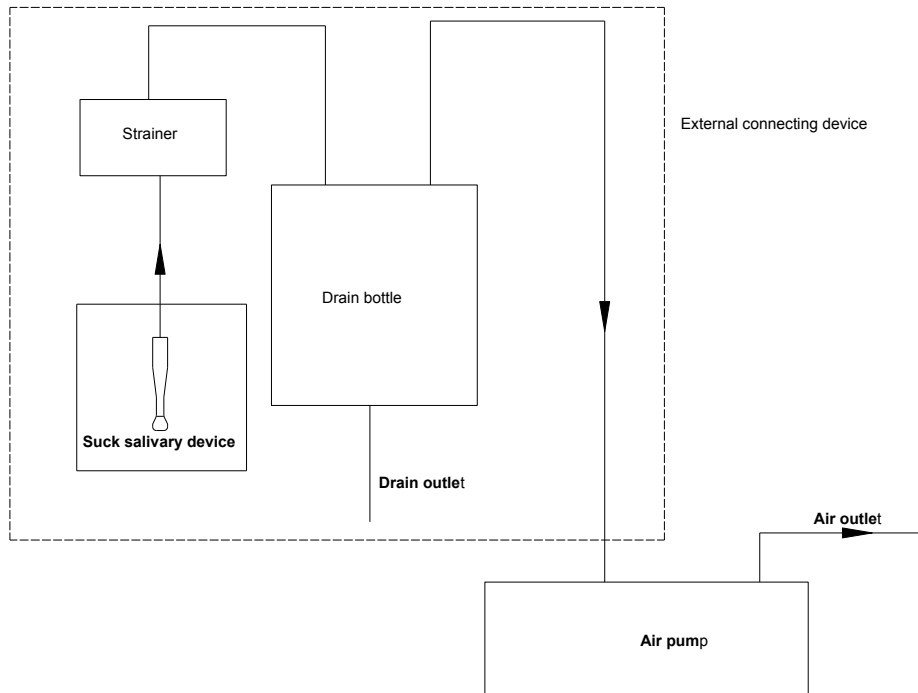 External connecting device
Strainer
Drain bottle
Suck salivary device
Drain outlet
Air outlet
Air pump